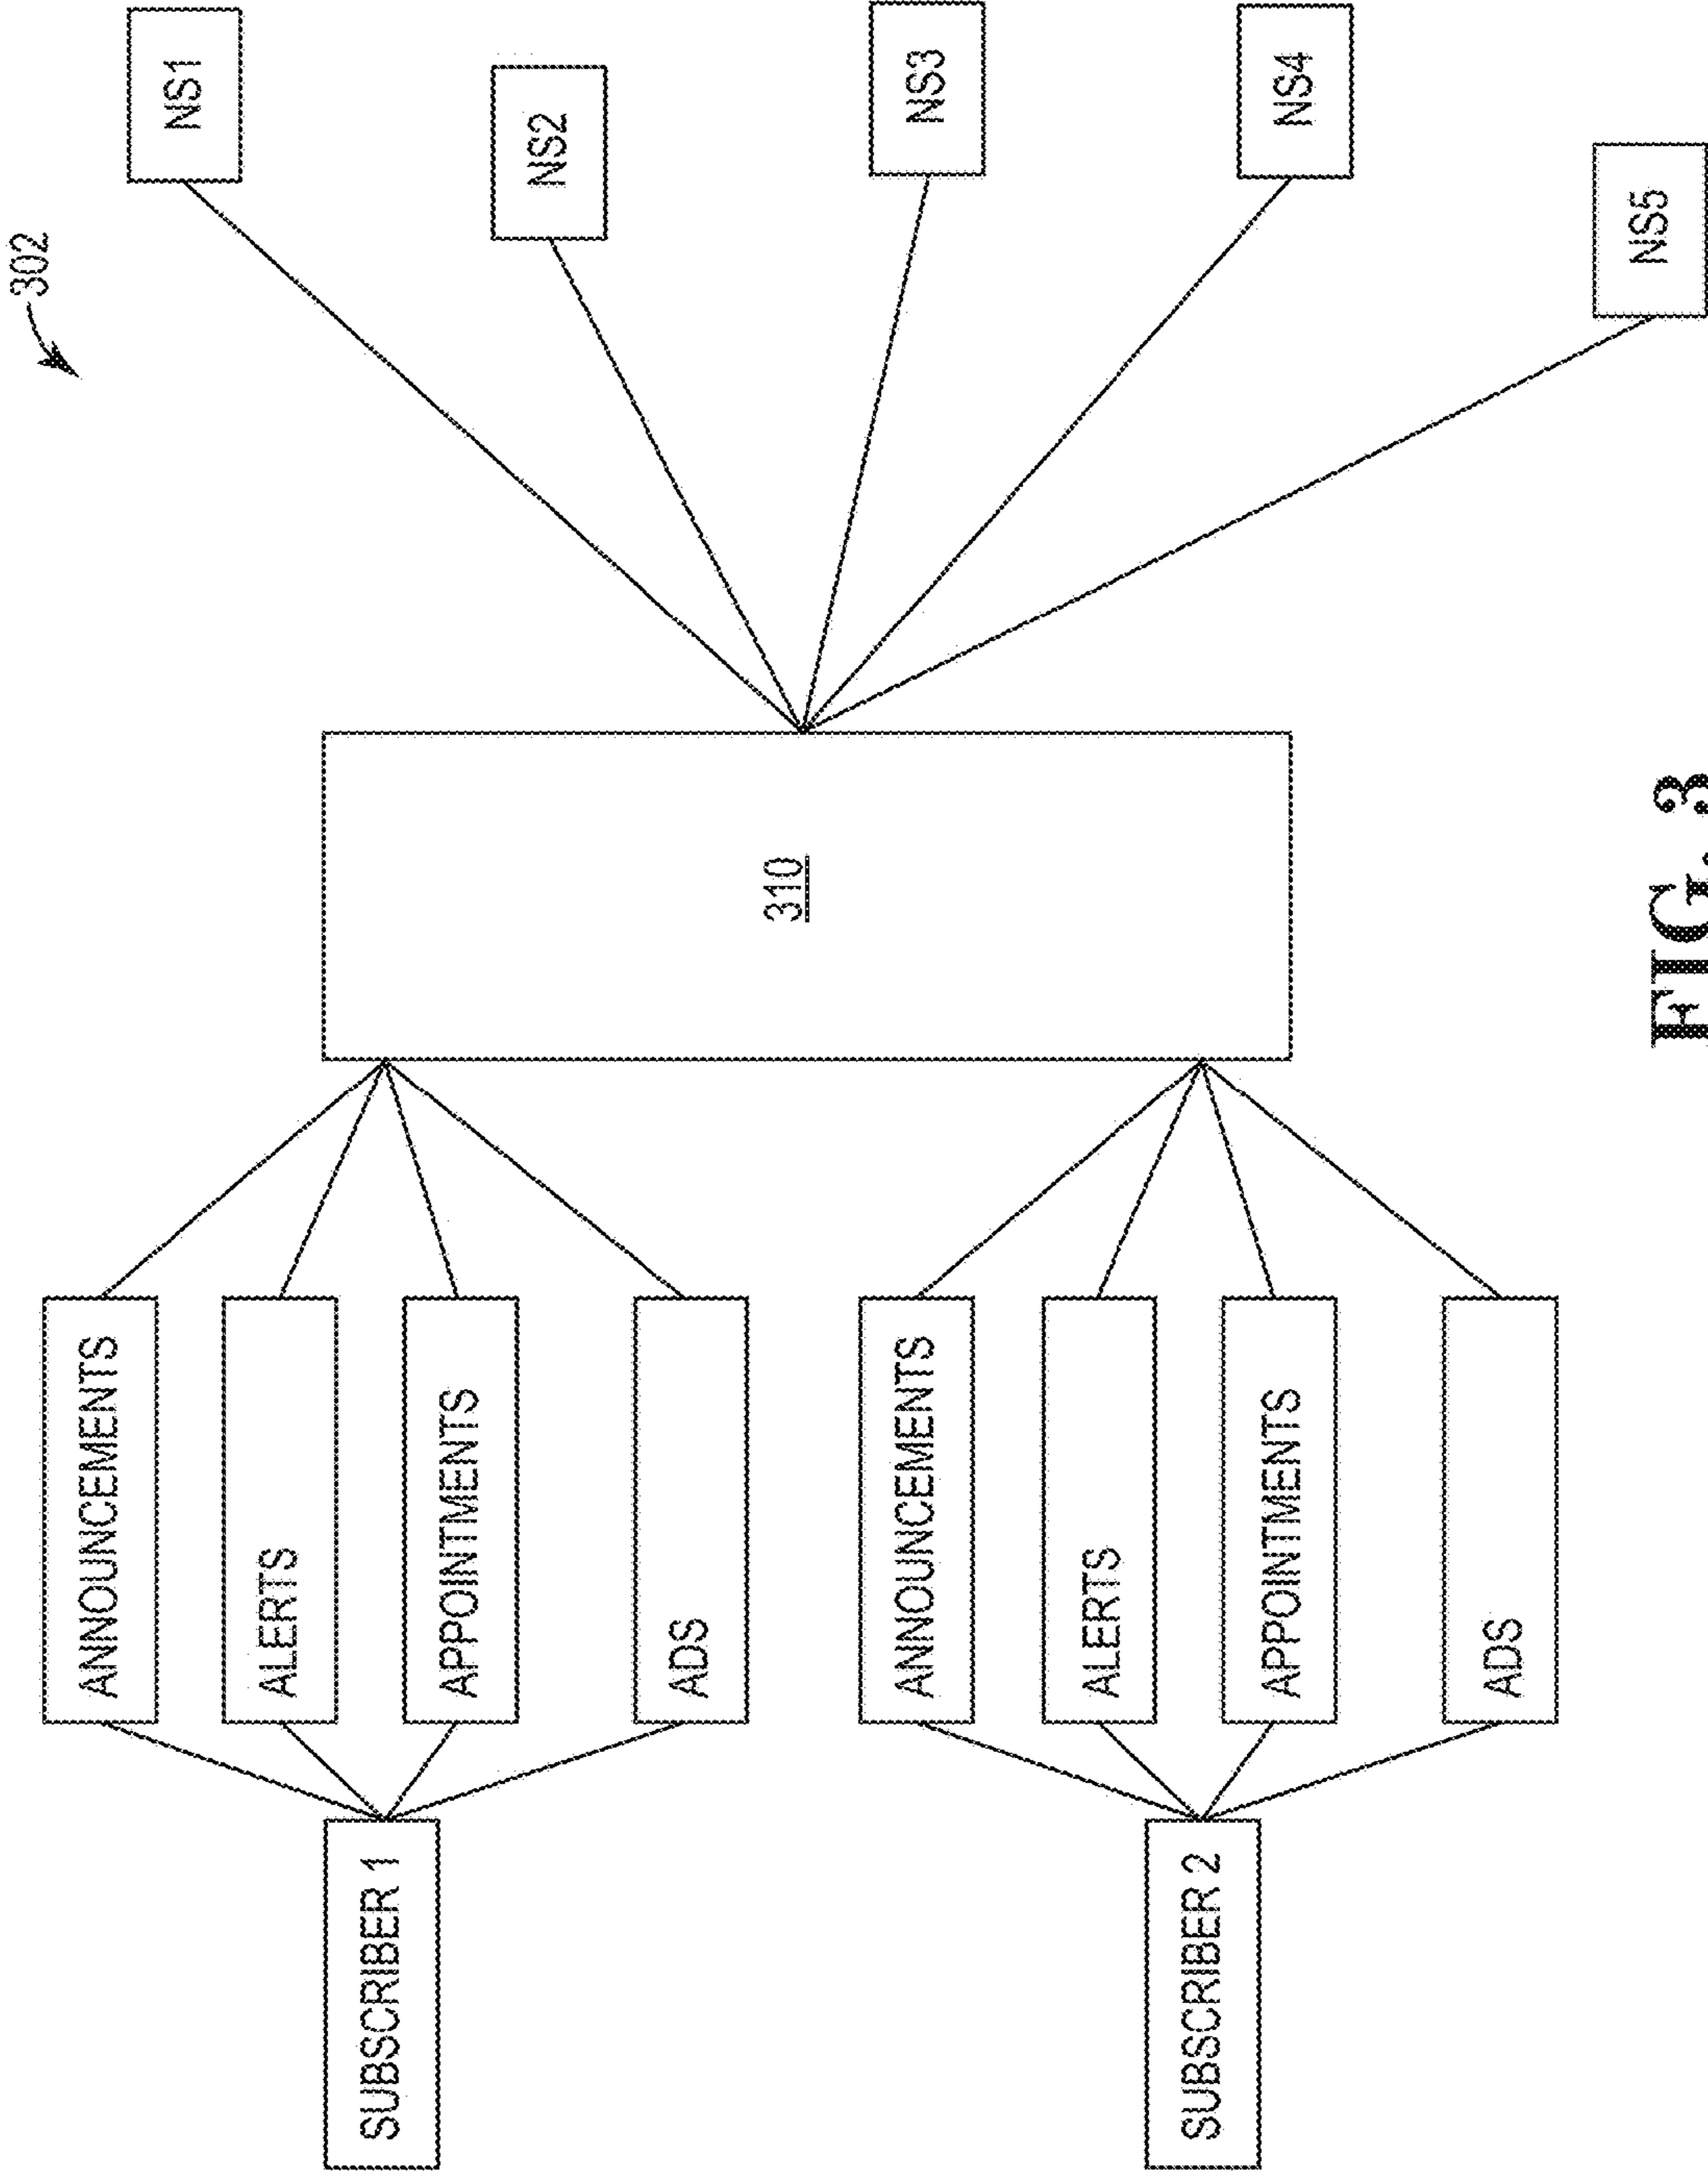 302
SUBSCRIBER 1
ANNOUNCEMENTS
ALERTS
APPOINTMENTS
ADS
SUBSCRIBER 2
ANNOUNCEMENTS
ALERTS
APPOINTMENTS
ADS
310
NS1
NS2
NS3
NS4
NS5
FIG. 3